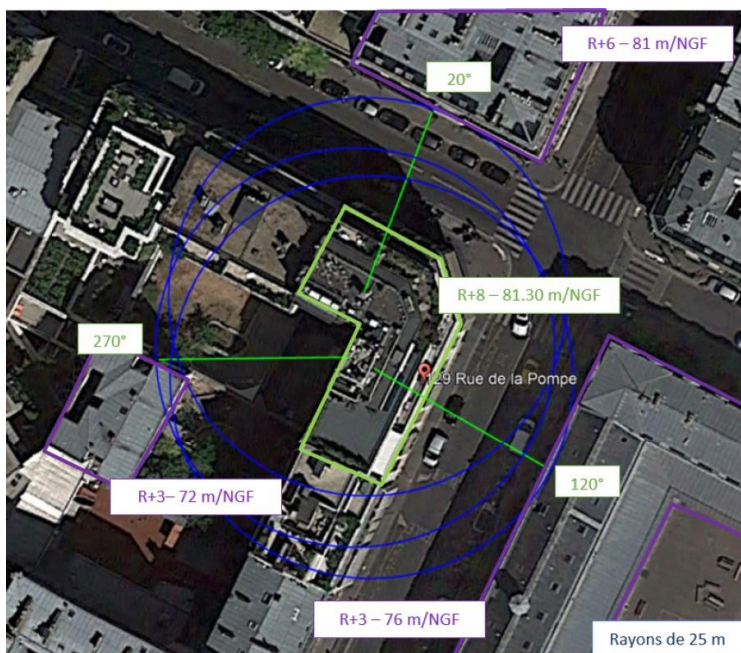 R+6 – 81 m/NGF
20°
R+8 – 81.30 m/NGF
270°
129 Rue de la Pompe
120°
R+3– 72 m/NGF
R+3 – 76 m/NGF
Rayons de 25 m